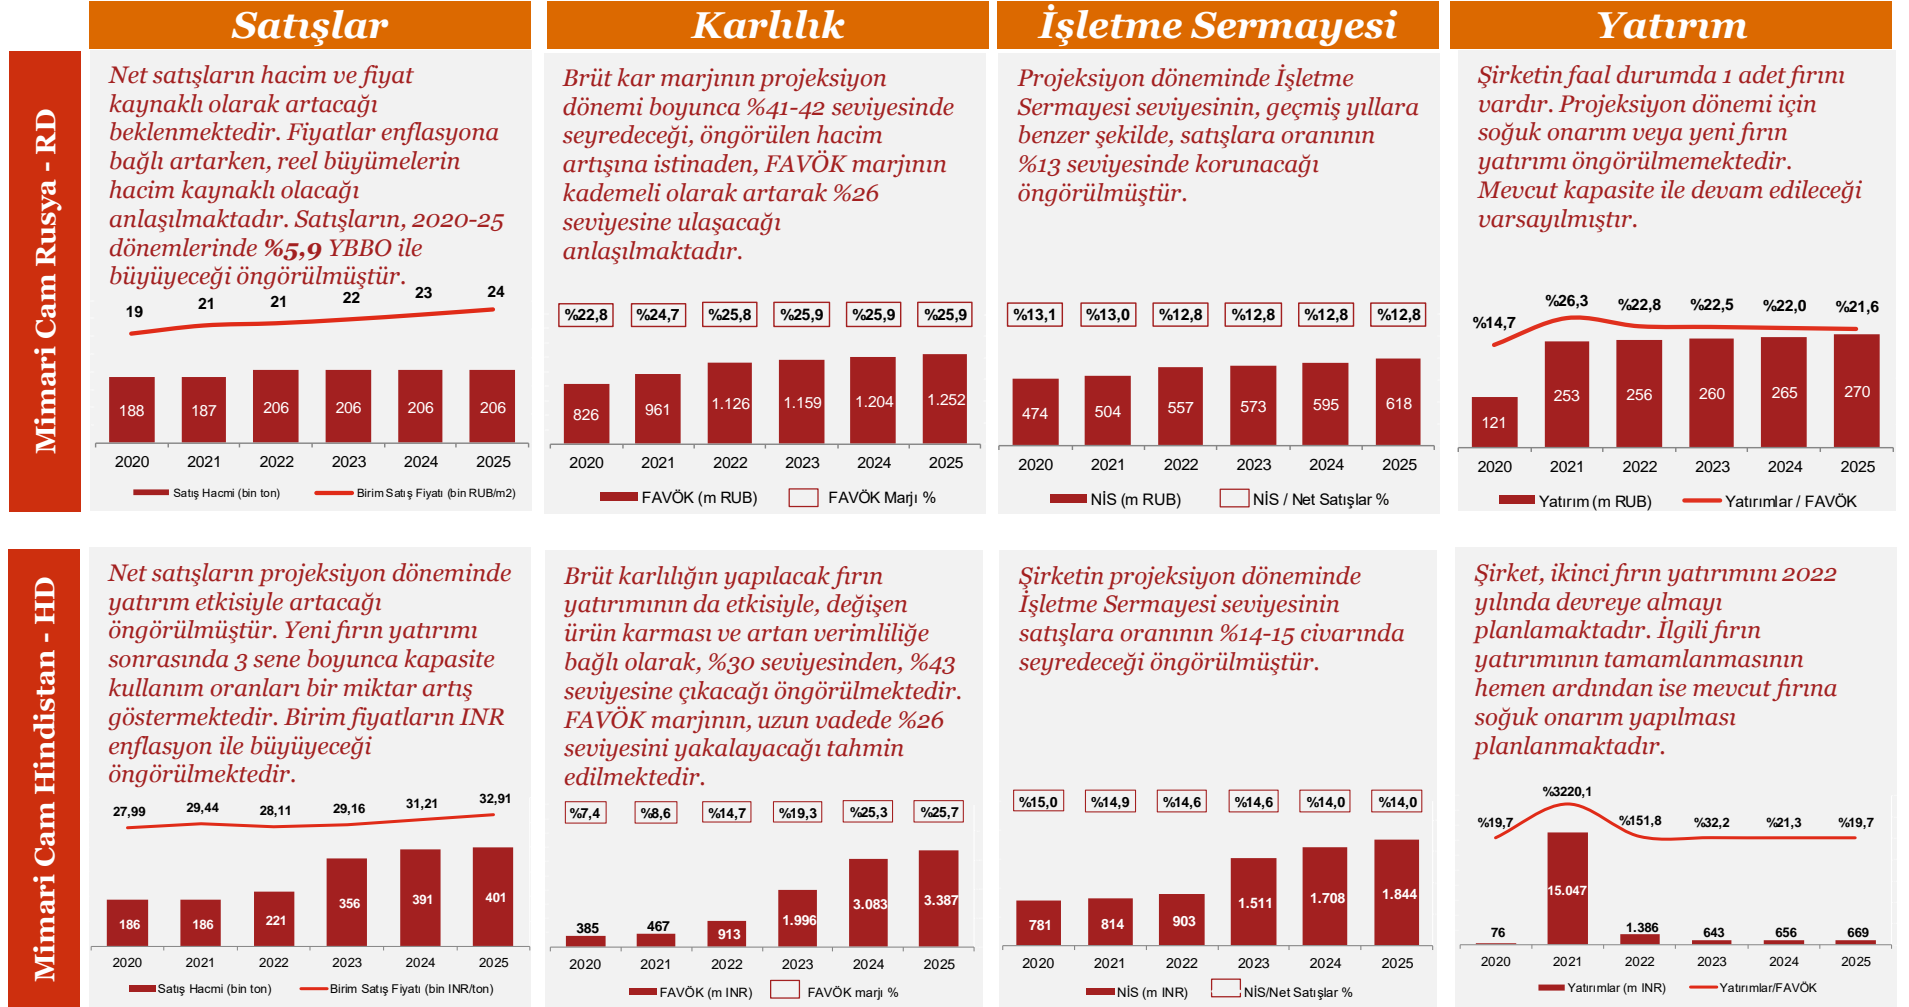 Satışlar
Karlılık
İşletme Sermayesi
Yatırım
Mimari Cam Rusya - RD
Net satışların hacim ve fiyat
kaynaklı olarak artacağı
beklenmektedir. Fiyatlar enflasyona
bağlı artarken, reel büyümelerin
hacim kaynaklı olacağı
anlaşılmaktadır. Satışların, 2020-25
dönemlerinde %5,9 YBBO ile
büyüyeceği öngörülmüştür.
19 21 21 22 23 24
188 187 206 206 206 206
2020 2021 2022 2023 2024 2025
Satış Hacmi (bin ton) Birim Satış Fiyatı (bin RUB/m2)
Brüt kar marjının projeksiyon
dönemi boyunca %41-42 seviyesinde
seyredeceği, öngörülen hacim
artışına istinaden, FAVÖK marjının
kademeli olarak artarak %26
seviyesine ulaşacağı
anlaşılmaktadır.
%22,8 %24,7 %25,8 %25,9 %25,9 %25,9
826 961 1.126 1.159 1.204 1.252
2020 2021 2022 2023 2024 2025
FAVÖK (m RUB) FAVÖK Marjı %
Projeksiyon döneminde İşletme
Sermayesi seviyesinin, geçmiş yıllara
benzer şekilde, satışlara oranının
%13 seviyesinde korunacağı
öngörülmüştür.
%13,1 %13,0 %12,8 %12,8 %12,8 %12,8
474 504 557 573 595 618
2020 2021 2022 2023 2024 2025
NİS (m RUB) NİS / Net Satışlar %
Şirketin faal durumda 1 adet fırını
vardır. Projeksiyon dönemi için
soğuk onarım veya yeni fırın
yatırımı öngörülmemektedir.
Mevcut kapasite ile devam edileceği
varsayılmıştır.
%14,7 %26,3 %22,8 %22,5 %22,0 %21,6
121 253 256 260 265 270
2020 2021 2022 2023 2024 2025
Yatırım (m RUB) Yatırımlar / FAVÖK
Mimari Cam Hindistan - HD
Net satışların projeksiyon döneminde
yatırım etkisiyle artacağı
öngörülmüştür. Yeni fırın yatırımı
sonrasında 3 sene boyunca kapasite
kullanım oranları bir miktar artış
göstermektedir. Birim fiyatların INR
enflasyon ile büyüyeceği
öngörülmektedir.
27,99 29,44 28,11 29,16 31,21 32,91
186 186 221 356 391 401
2020 2021 2022 2023 2024 2025
Satış Hacmi (bin ton) Birim Satış Fiyatı (bin INR/ton)
Brüt karlılığın yapılacak fırın
yatırımının da etkisiyle, değişen
ürün karması ve artan verimliliğe
bağlı olarak, %30 seviyesinden, %43
seviyesine çıkacağı öngörülmektedir.
FAVÖK marjının, uzun vadede %26
seviyesini yakalayacağı tahmin
edilmektedir.
%7,4 %8,6 %14,7 %19,3 %25,3 %25,7
385 467 913 1.996 3.083 3.387
2020 2021 2022 2023 2024 2025
FAVÖK (m INR) FAVÖK marjı %
Şirketin projeksiyon döneminde
İşletme Sermayesi seviyesinin
satışlara oranının %14-15 civarında
seyredeceği öngörülmüştür.
%15,0 %14,9 %14,6 %14,6 %14,0 %14,0
781 814 903 1.511 1.708 1.844
2020 2021 2022 2023 2024 2025
NİS (m INR) NİS/Net Satışlar %
Şirket, ikinci fırın yatırımını 2022
yılında devreye almayı
planlamaktadır. İlgili fırın
yatırımının tamamlanmasının
hemen ardından ise mevcut fırına
soğuk onarım yapılması
planlanmaktadır.
%19,7 %3220,1 %151,8 %32,2 %21,3 %19,7
76 15.047 1.386 643 656 669
2020 2021 2022 2023 2024 2025
Yatırımlar (m INR) Yatırımlar/FAVÖK